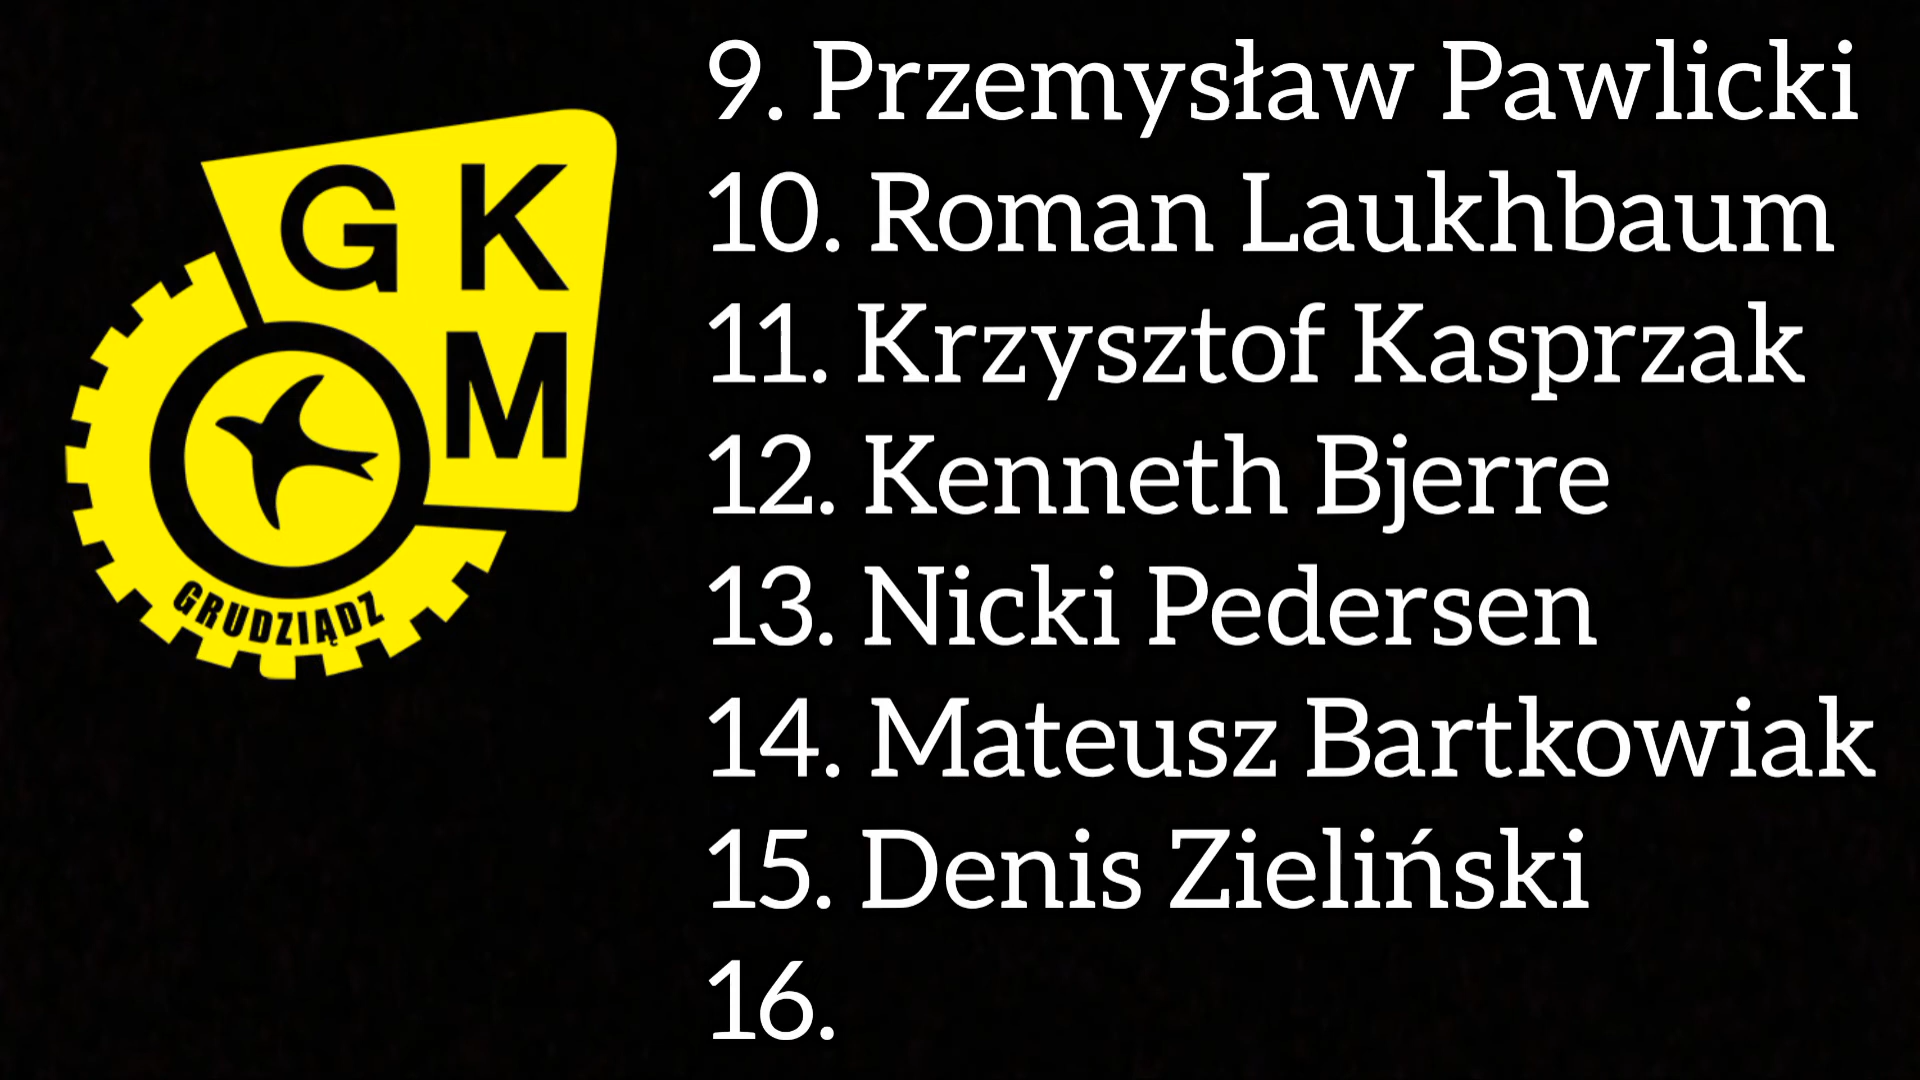 G K
M
GRUDZIĄDZ
9. Przemysław Pawlicki
10. Roman Laukhbaum
11. Krzysztof Kasprzak
12. Kenneth Bjerre
13. Nicki Pedersen
14. Mateusz Bartkowiak
15. Denis Zieliński
16.